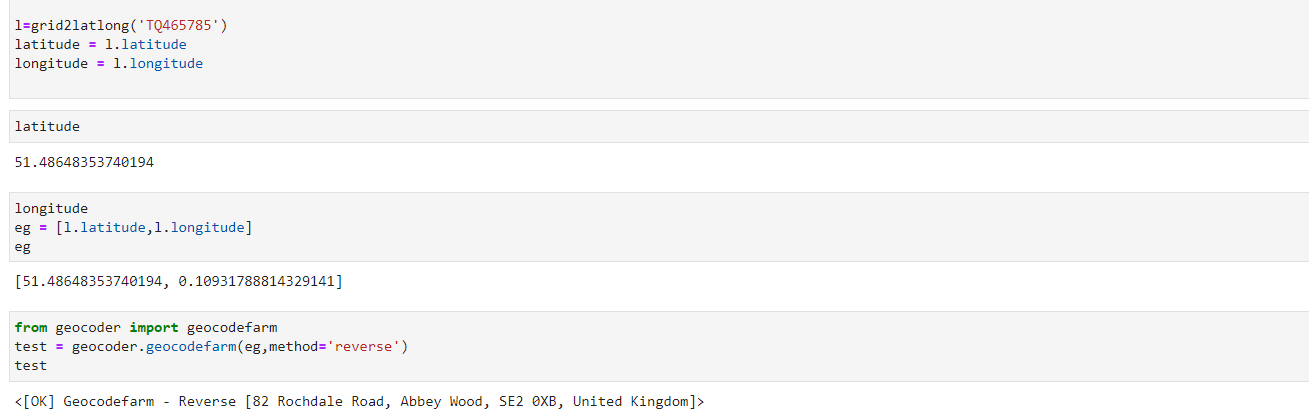 l=grid2latlong('TQ465785')
latitude = l.latitude
longitude = l.longitude
latitude
51.48648353740194
longitude
eg = [l.latitude,l.longitude]
eg
[51.48648353740194, 0.10931788814329141]
from geocoder import geocodefarm
test = geocoder.geocodefarm(eg,method='reverse')
test
<[OK] Geocodefarm - Reverse [82 Rochdale Road, Abbey Wood, SE2 0XB, United Kingdom]>